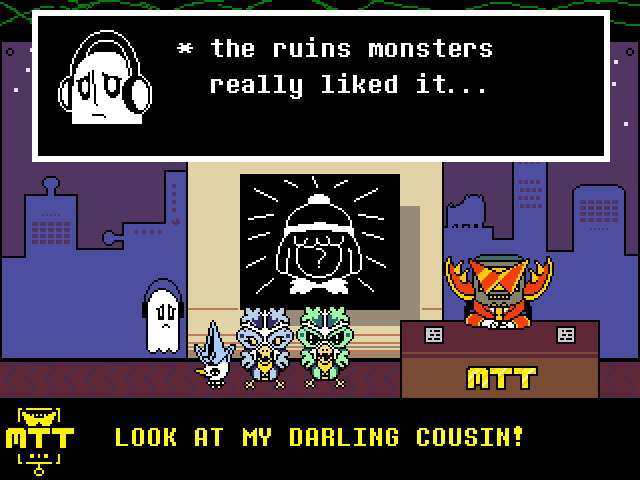 * the ruins monsters
really liked it...
?
MTT
MTT
LOOK AT MY DARLING COUSIN!